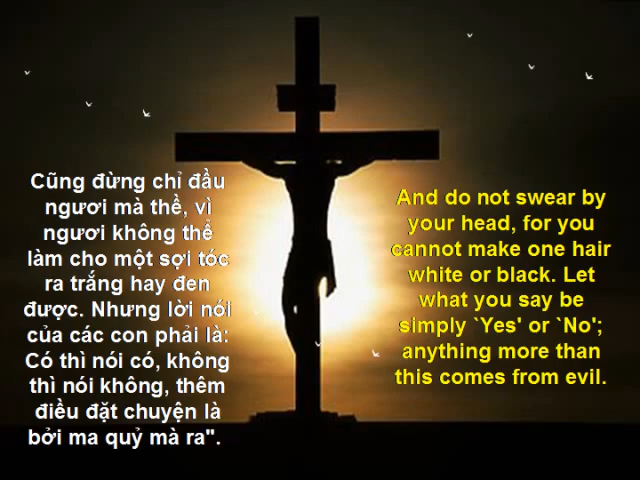 Cũng đừng chỉ đầu
ngươi mà thề, vì
ngươi không thể
làm cho một sợi tóc
ra trắng hay đen
được. Nhưng lời nói
của các con phải là:
Có thì nói có, không
thì nói không, thêm
điều đặt chuyện là
bởi ma quỷ mà ra".
And do not swear by
your head, for you
cannot make one hair
white or black. Let
what you say be
simply `Yes' or `No';
anything more than
this comes from evil.